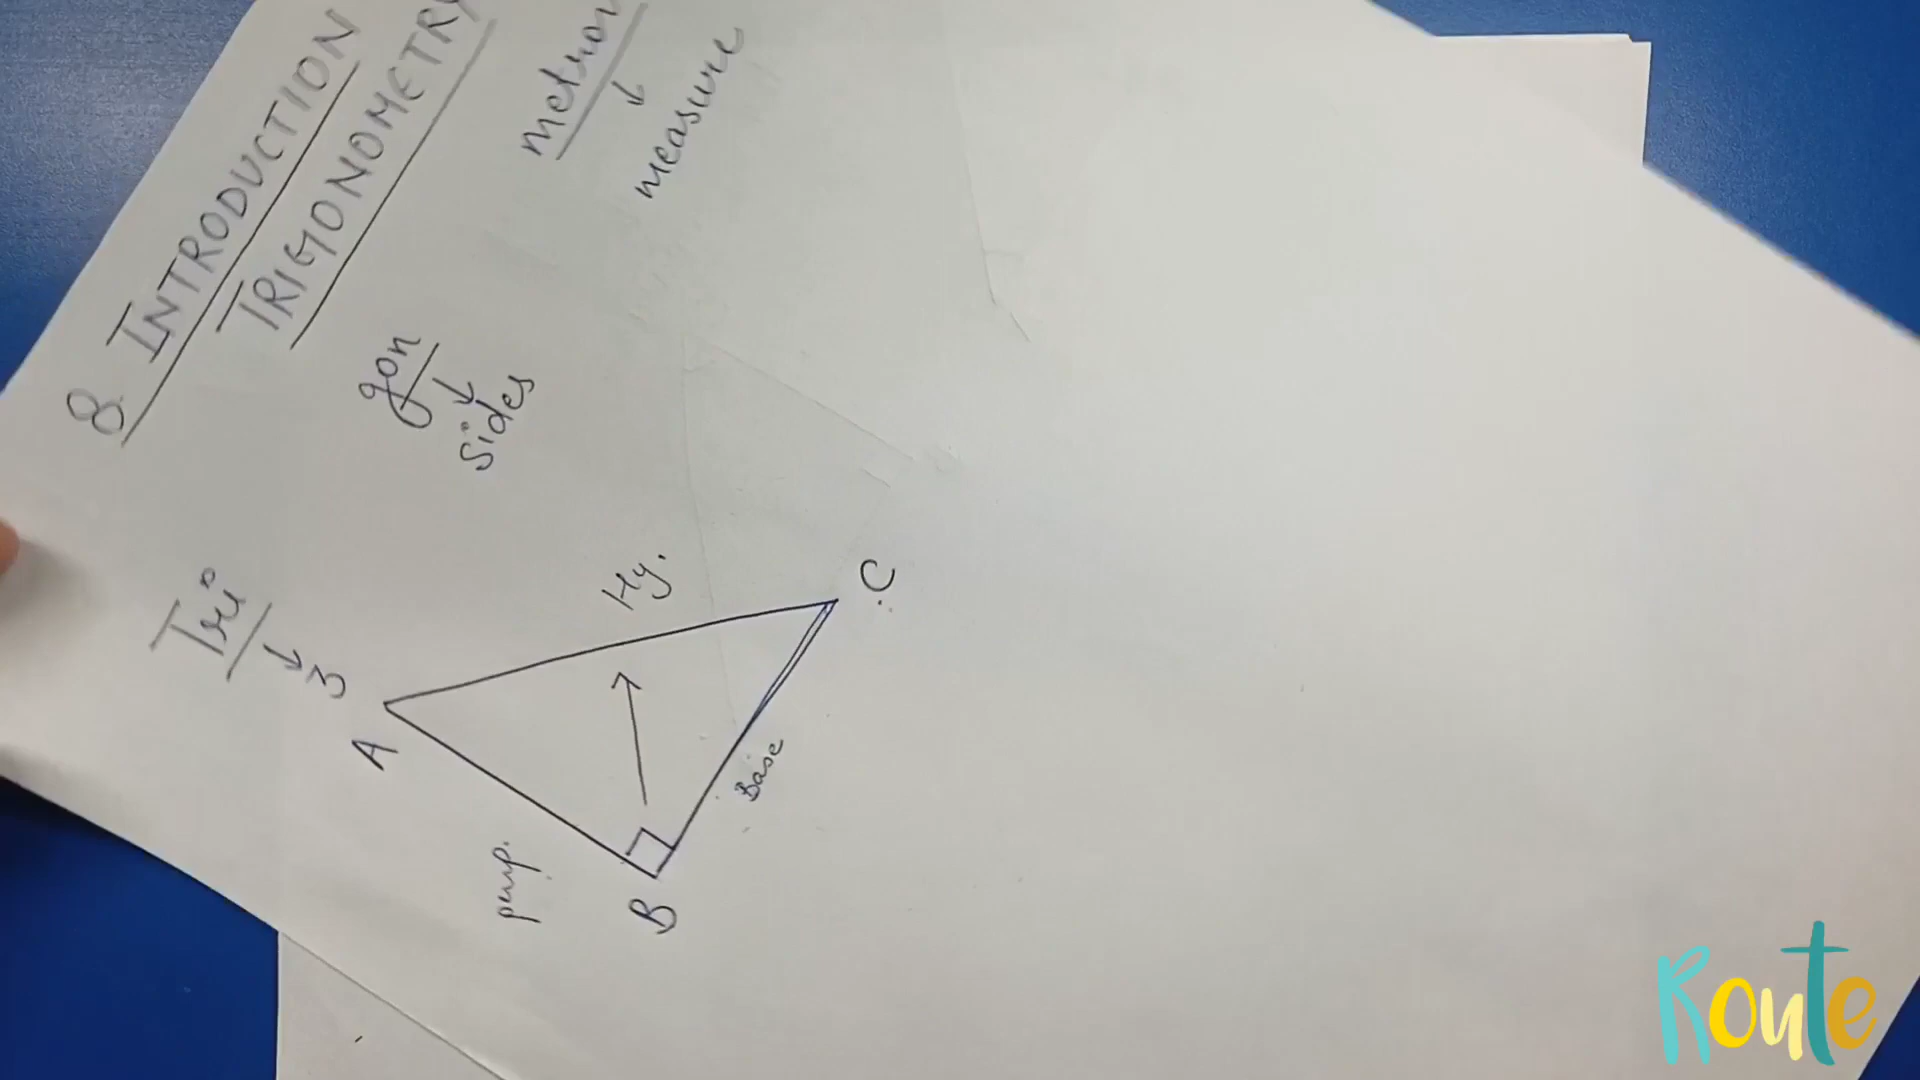 8 INTRODUCTION
TRIGONOMETRY
Tri gon metron
↓ ↓ ↓
3 sides measure
A
Hy.
perp.
B
Base
C
Route